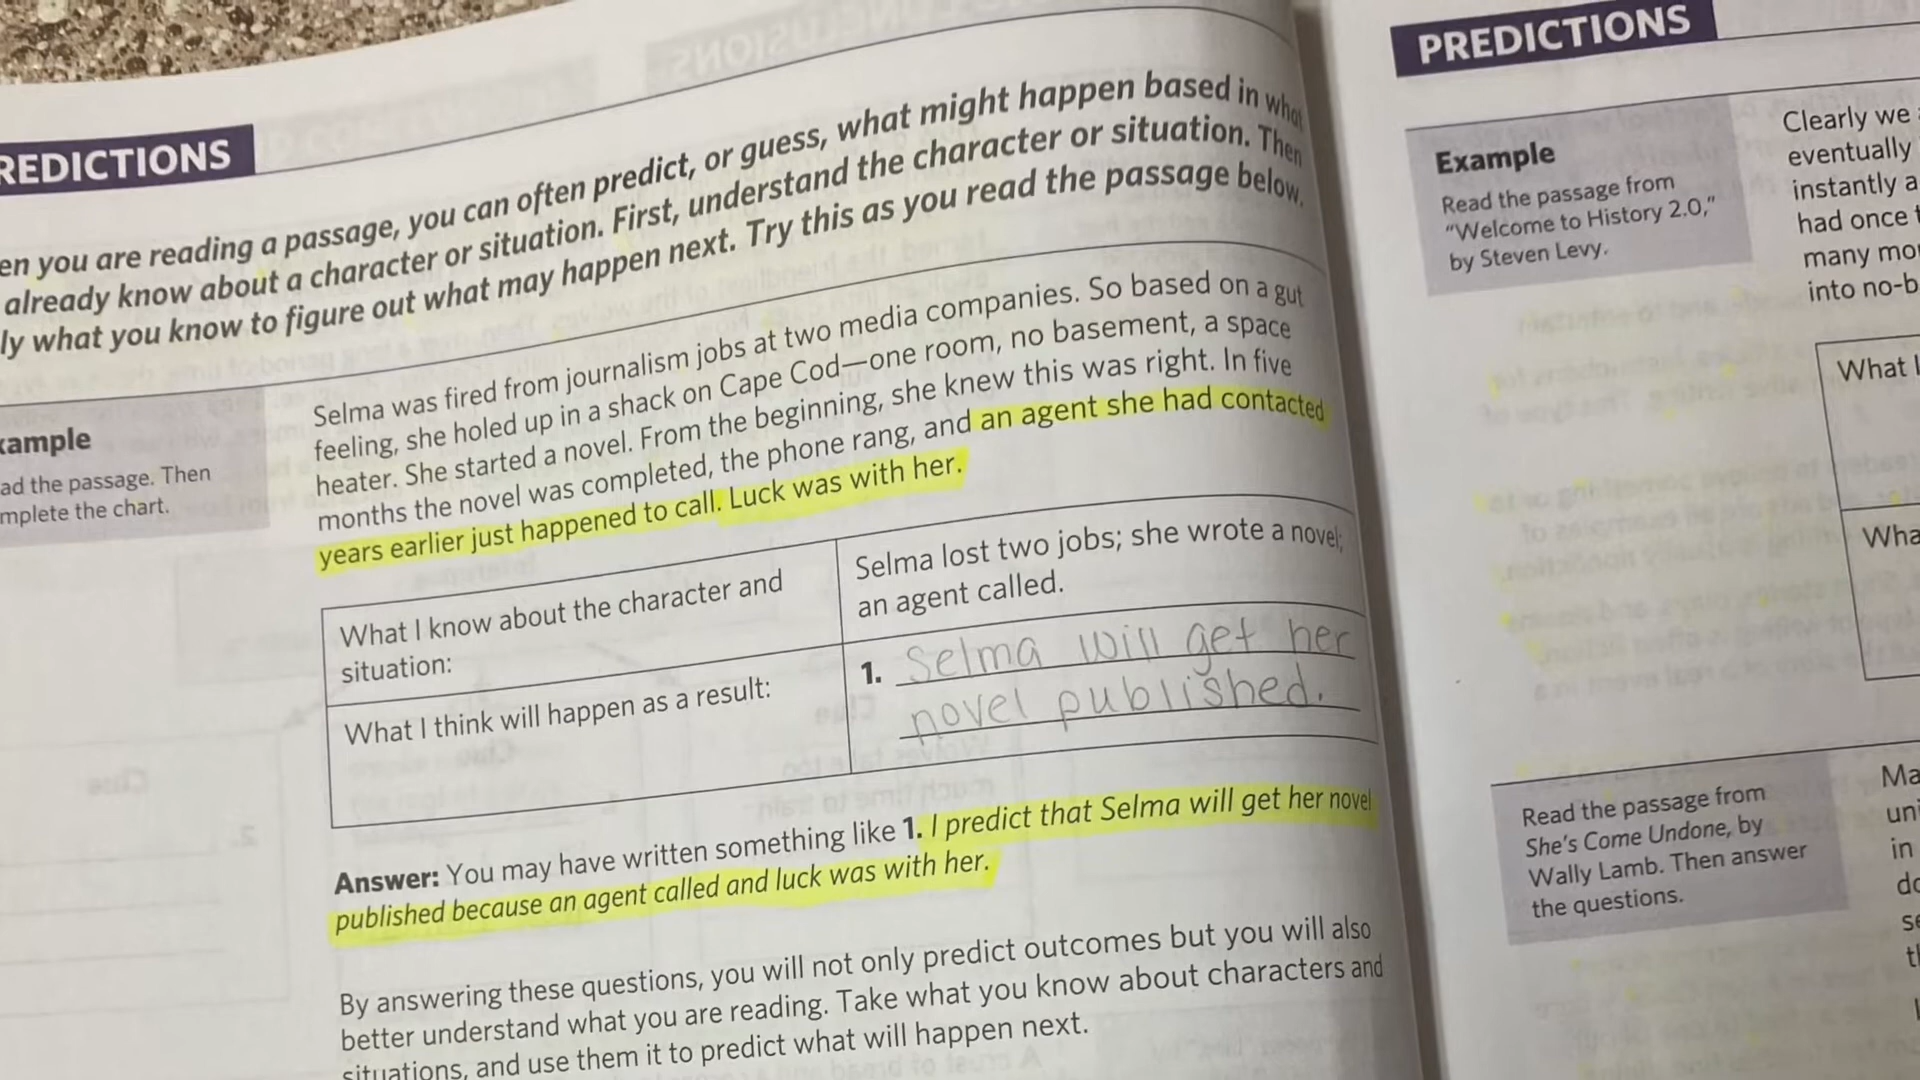 REDICTIONS
en you are reading a passage, you can often predict, or guess, what might happen based in what
already know about a character or situation. First, understand the character or situation. Then
ly what you know to figure out what may happen next. Try this as you read the passage below.
xample
ad the passage. Then
mplete the chart.
Selma was fired from journalism jobs at two media companies. So based on a gut
feeling, she holed up in a shack on Cape Cod—one room, no basement, a space
heater. She started a novel. From the beginning, she knew this was right. In five
months the novel was completed, the phone rang, and an agent she had contacted
years earlier just happened to call. Luck was with her.
What I know about the character and
situation:
Selma lost two jobs; she wrote a novel;
an agent called.
What I think will happen as a result:
1. Selma will get her
novel published.
Answer: You may have written something like 1. I predict that Selma will get her novel
published because an agent called and luck was with her.
By answering these questions, you will not only predict outcomes but you will also
better understand what you are reading. Take what you know about characters and
situations, and use them it to predict what will happen next.
PREDICTIONS
Example
Read the passage from
"Welcome to History 2.0,"
by Steven Levy.
Clearly we
eventually
instantly a
had once t
many mo
into no-b
What I
Wha
Read the passage from
She's Come Undone, by
Wally Lamb. Then answer
the questions.
Ma
uni
in
do
se